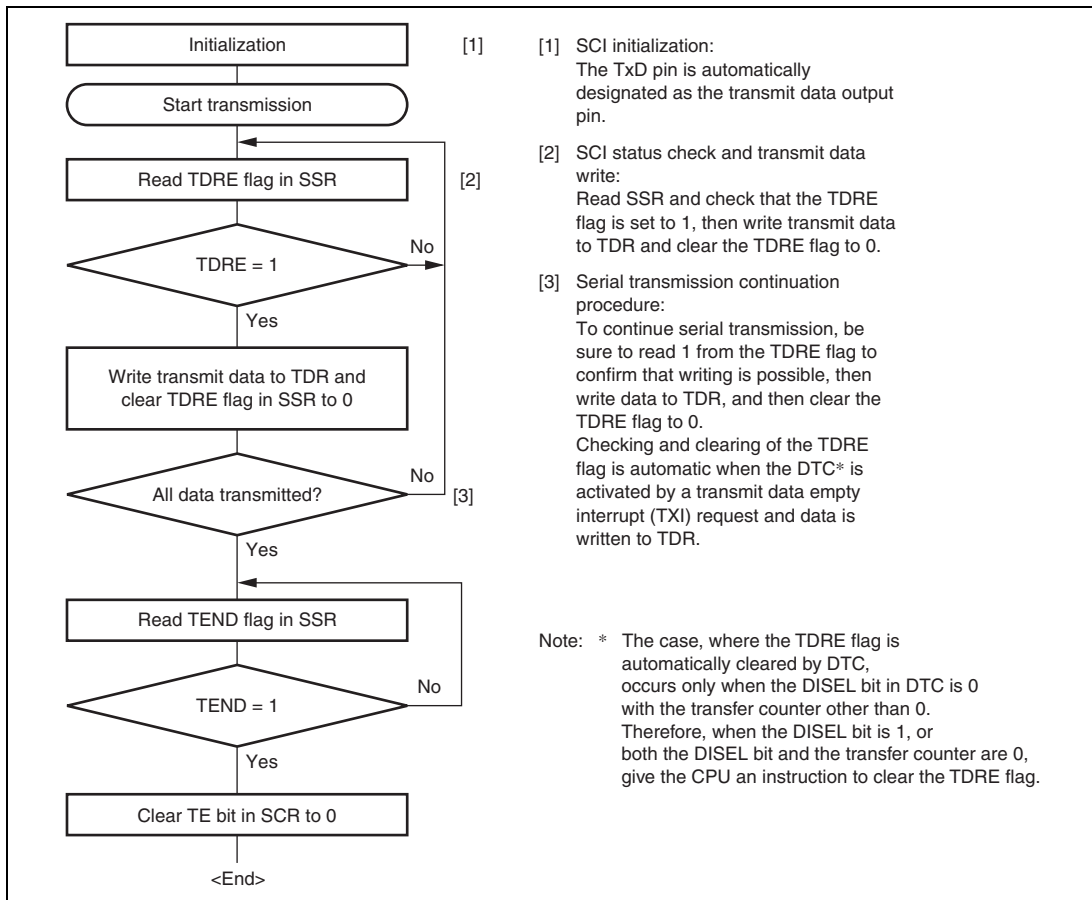 Initialization
[1]
Start transmission
Read TDRE flag in SSR
[2]
No
TDRE = 1
Yes
Write transmit data to TDR and
clear TDRE flag in SSR to 0
No
All data transmitted?
[3]
Yes
Read TEND flag in SSR
No
TEND = 1
Yes
Clear TE bit in SCR to 0
<End>
[1] SCI initialization:
The TxD pin is automatically
designated as the transmit data output
pin.
[2] SCI status check and transmit data
write:
Read SSR and check that the TDRE
flag is set to 1, then write transmit data
to TDR and clear the TDRE flag to 0.
[3] Serial transmission continuation
procedure:
To continue serial transmission, be
sure to read 1 from the TDRE flag to
confirm that writing is possible, then
write data to TDR, and then clear the
TDRE flag to 0.
Checking and clearing of the TDRE
flag is automatic when the DTC* is
activated by a transmit data empty
interrupt (TXI) request and data is
written to TDR.
Note: * The case, where the TDRE flag is
automatically cleared by DTC,
occurs only when the DISEL bit in DTC is 0
with the transfer counter other than 0.
Therefore, when the DISEL bit is 1, or
both the DISEL bit and the transfer counter are 0,
give the CPU an instruction to clear the TDRE flag.